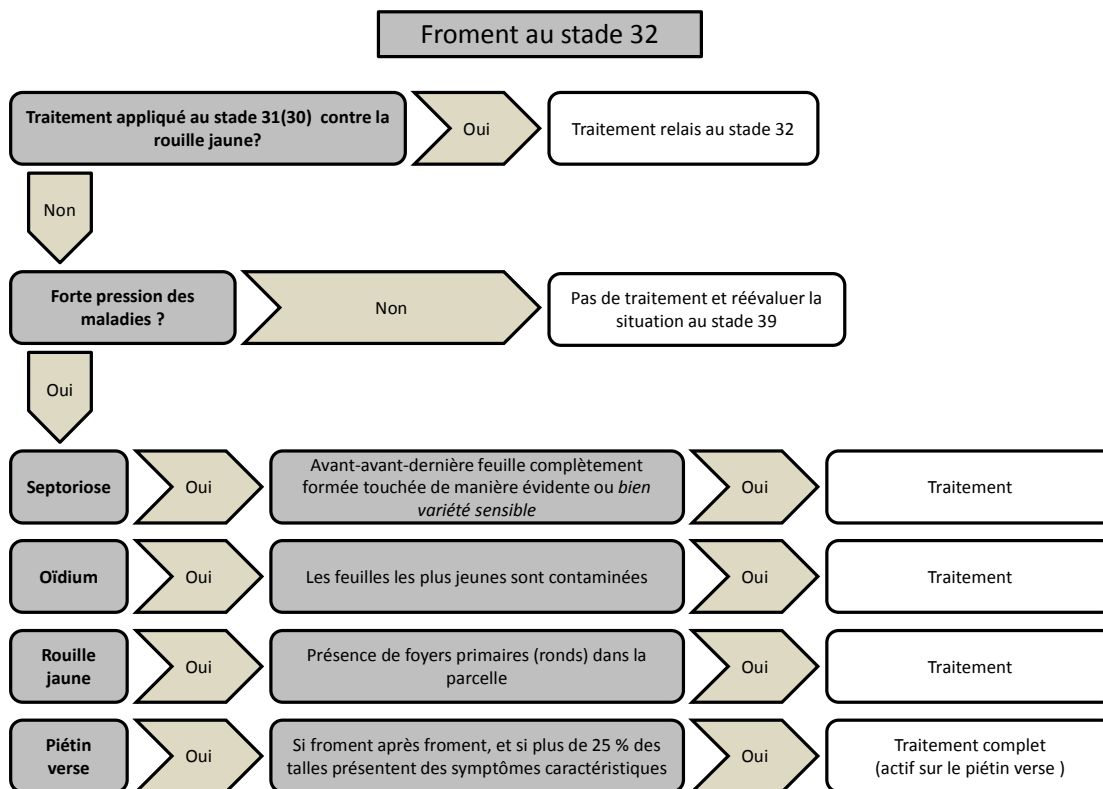 Froment au stade 32
Traitement appliqué au stade 31(30) contre la
rouille jaune?
Oui
Traitement relais au stade 32
Non
Forte pression des
maladies ?
Non
Pas de traitement et réévaluer la
situation au stade 39
Oui
Septoriose
Oui
Avant-avant-dernière feuille complètement
formée touchée de manière évidente ou bien
variété sensible
Oui
Traitement
Oïdium
Oui
Les feuilles les plus jeunes sont contaminées
Oui
Traitement
Rouille
jaune
Oui
Présence de foyers primaires (ronds) dans la
parcelle
Oui
Traitement
Piétin
verse
Oui
Si froment après froment, et si plus de 25 % des
talles présentent des symptômes caractéristiques
Oui
Traitement complet
(actif sur le piétin verse )